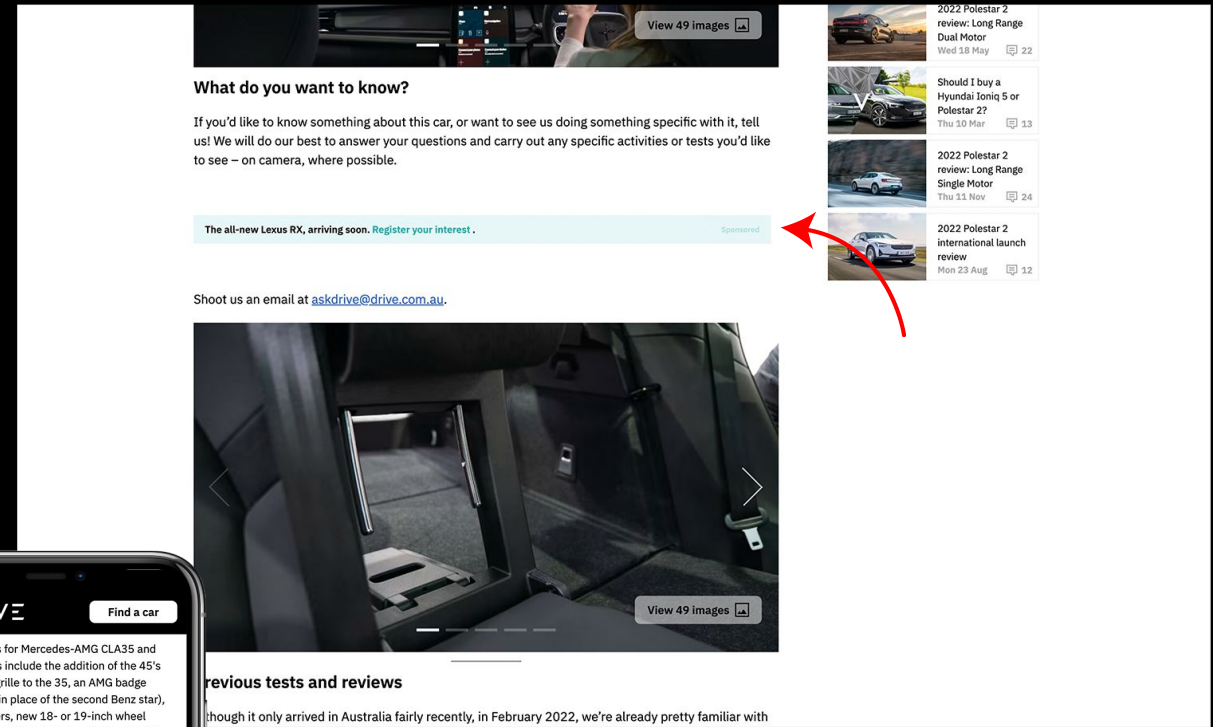 View 49 images
What do you want to know?
If you’d like to know something about this car, or want to see us doing something specific with it, tell
us! We will do our best to answer your questions and carry out any specific activities or tests you’d like
to see – on camera, where possible.
The all-new Lexus RX, arriving soon. Register your interest .
Sponsored
Shoot us an email at askdrive@drive.com.au.
View 49 images
Previous tests and reviews
though it only arrived in Australia fairly recently, in February 2022, we’re already pretty familiar with
2022 Polestar 2
review: Long Range
Dual Motor
Wed 18 May 22
Should I buy a
Hyundai Ioniq 5 or
Polestar 2?
Thu 10 Mar 13
2022 Polestar 2
review: Long Range
Single Motor
Thu 11 Nov 24
2022 Polestar 2
international launch
review
Mon 23 Aug 12
VE
Find a car
s for Mercedes-AMG CLA35 and
s include the addition of the 45's
grille to the 35, an AMG badge
in place of the second Benz star),
ers, new 18- or 19-inch wheel